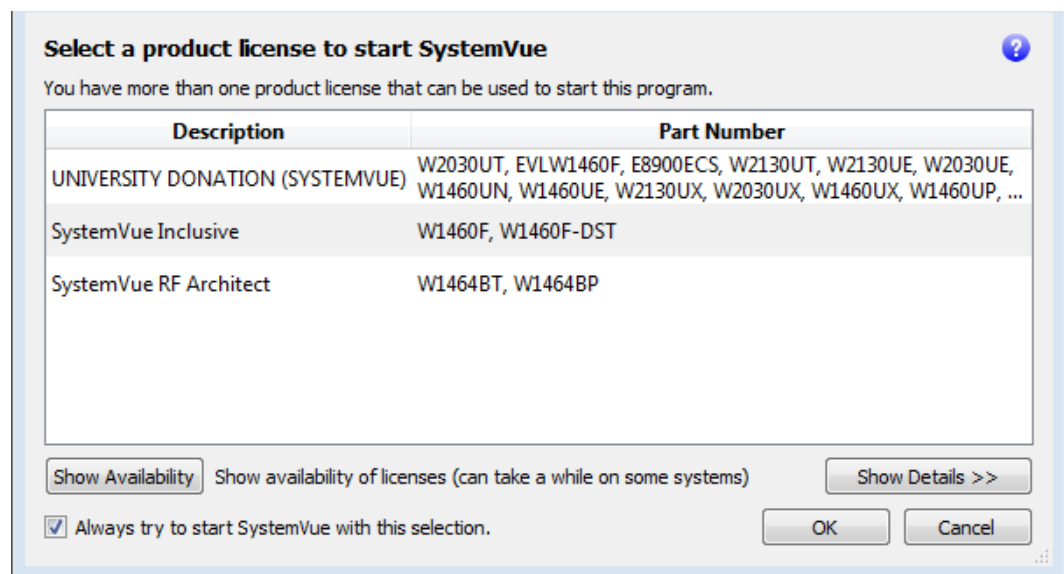 Select a product license to start SystemVue
?
You have more than one product license that can be used to start this program.
Description Part Number
UNIVERSITY DONATION (SYSTEMVUE) W2030UT, EVLW1460F, E8900ECS, W2130UT, W2130UE, W2030UE,
W1460UN, W1460UE, W2130UX, W2030UX, W1460UX, W1460UP, ...
SystemVue Inclusive W1460F, W1460F-DST
SystemVue RF Architect W1464BT, W1464BP
Show Availability Show availability of licenses (can take a while on some systems) Show Details >>
Always try to start SystemVue with this selection. OK Cancel